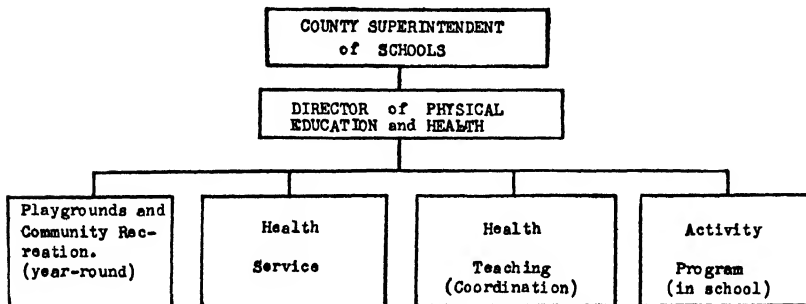 COUNTY SUPERINTENDENT
of SCHOOLS
DIRECTOR of PHYSICAL
EDUCATION and HEALTH
Playgrounds and
Community Rec-
reation.
(year-round)
Health
Service
Health
Teaching
(Coordination)
Activity
Program
(in school)